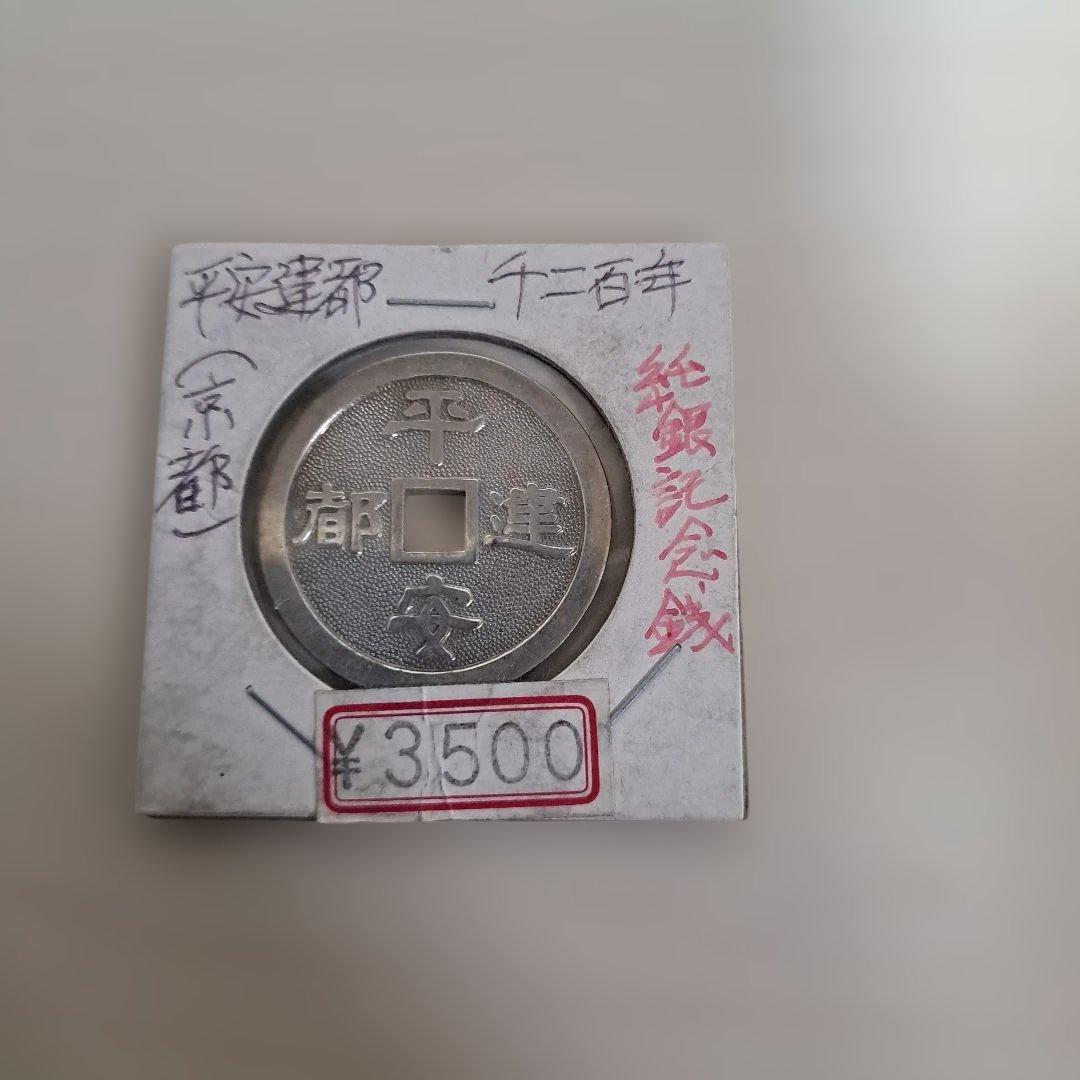 平安建都 千二百年
(京都)
純銀記念銭
平
安
建
都
¥3500